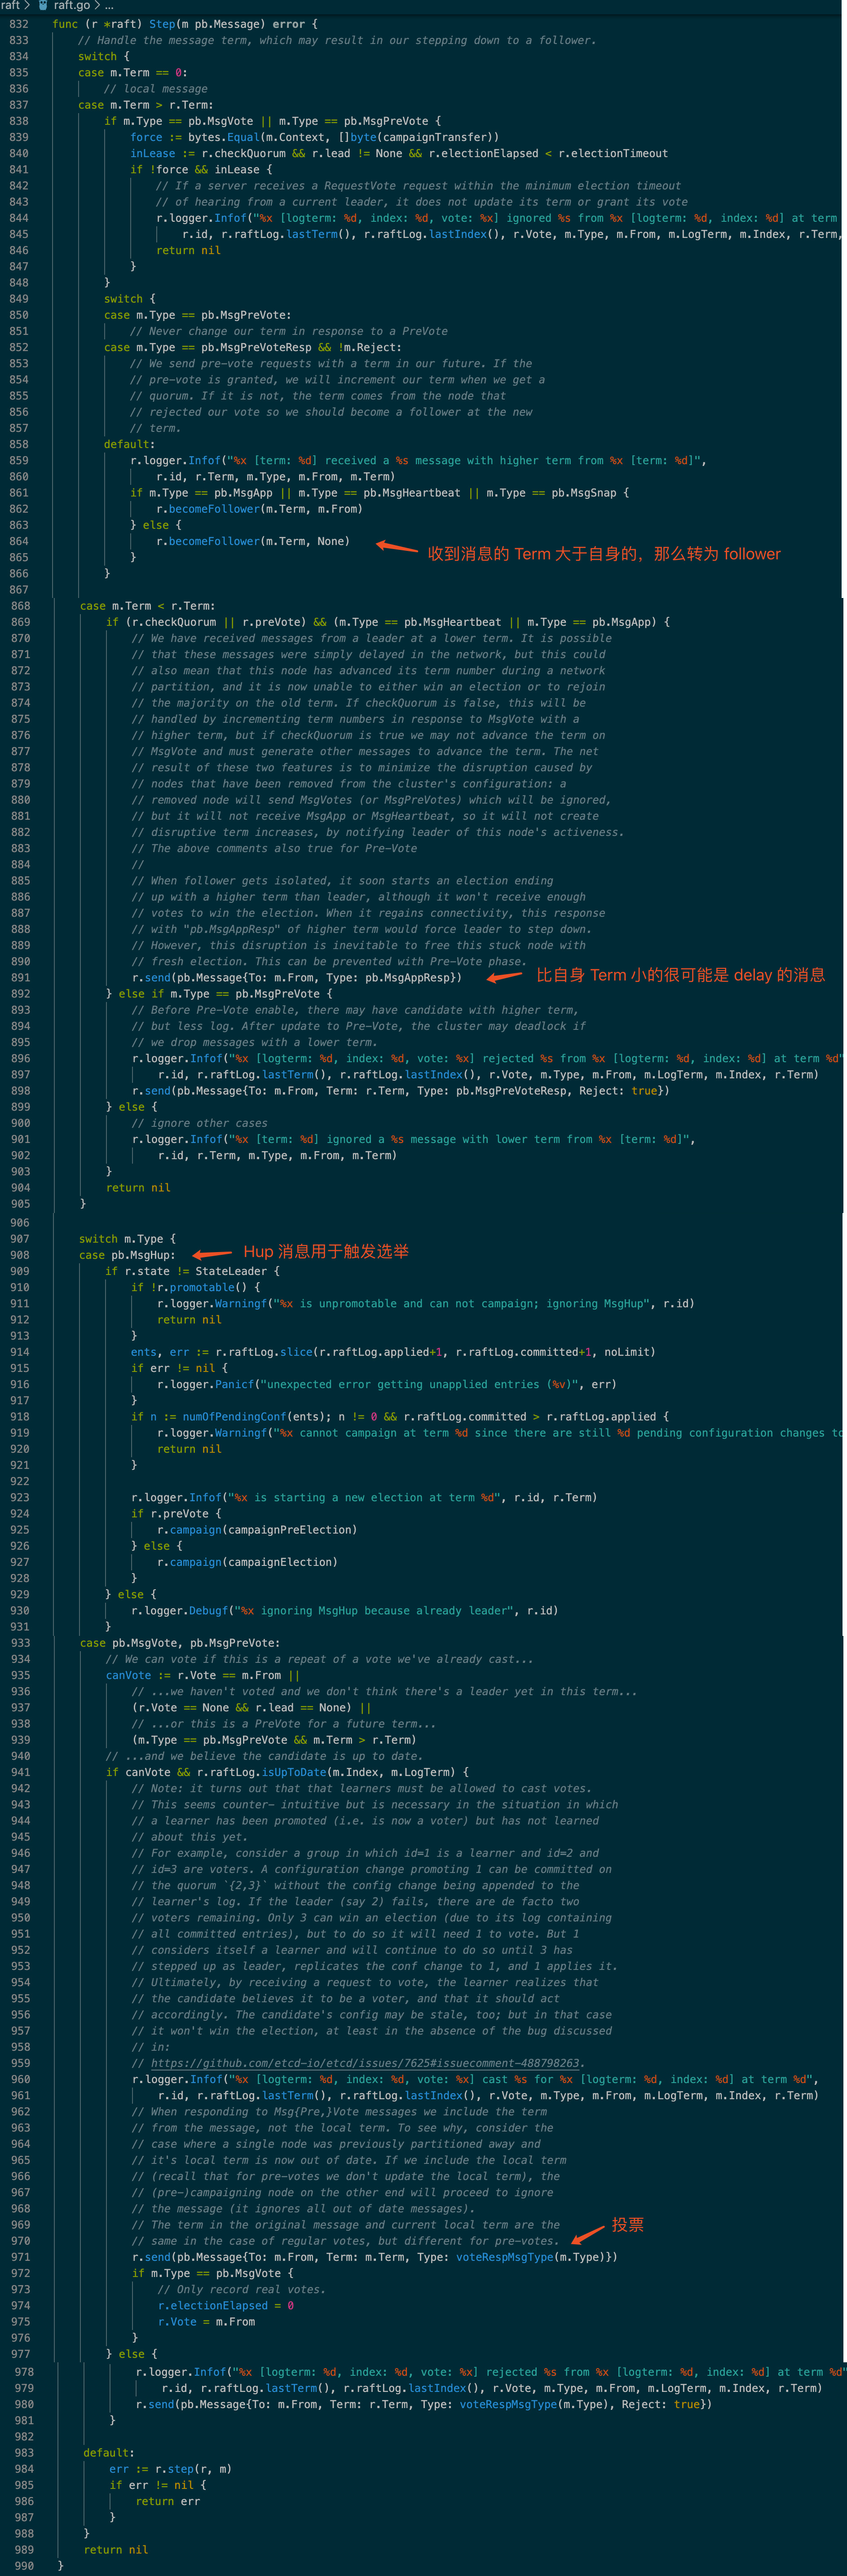 raft > raft.go > ...
832 func (r *raft) Step(m pb.Message) error {
833 // Handle the message term, which may result in our stepping down to a follower.
834 switch {
835 case m.Term == 0:
836 // local message
837 case m.Term > r.Term:
838 if m.Type == pb.MsgVote || m.Type == pb.MsgPreVote {
839 force := bytes.Equal(m.Context, []byte(campaignTransfer))
840 inLease := r.checkQuorum && r.lead != None && r.electionElapsed < r.electionTimeout
841 if !force && inLease {
842 // If a server receives a RequestVote request within the minimum election timeout
843 // of hearing from a current leader, it does not update its term or grant its vote
844 r.logger.Infof("%x [logterm: %d, index: %d, vote: %x] ignored %s from %x [logterm: %d, index: %d] at term
845 r.id, r.raftLog.lastTerm(), r.raftLog.lastIndex(), r.Vote, m.Type, m.From, m.LogTerm, m.Index, r.Term,
846 return nil
847 }
848 }
849 switch {
850 case m.Type == pb.MsgPreVote:
851 // Never change our term in response to a PreVote
852 case m.Type == pb.MsgPreVoteResp && !m.Reject:
853 // We send pre-vote requests with a term in our future. If the
854 // pre-vote is granted, we will increment our term when we get a
855 // quorum. If it is not, the term comes from the node that
856 // rejected our vote so we should become a follower at the new
857 // term.
858 default:
859 r.logger.Infof("%x [term: %d] received a %s message with higher term from %x [term: %d]",
860 r.id, r.Term, m.Type, m.From, m.Term)
861 if m.Type == pb.MsgApp || m.Type == pb.MsgHeartbeat || m.Type == pb.MsgSnap {
862 r.becomeFollower(m.Term, m.From)
863 } else {
864 r.becomeFollower(m.Term, None)
收到消息的 Term 大于自身的，那么转为 follower
865 }
866 }
867
868 case m.Term < r.Term:
869 if (r.checkQuorum || r.preVote) && (m.Type == pb.MsgHeartbeat || m.Type == pb.MsgApp) {
870 // We have received messages from a leader at a lower term. It is possible
871 // that these messages were simply delayed in the network, but this could
872 // also mean that this node has advanced its term number during a network
873 // partition, and it is now unable to either win an election or to rejoin
874 // the majority on the old term. If checkQuorum is false, this will be
875 // handled by incrementing term numbers in response to MsgVote with a
876 // higher term, but if checkQuorum is true we may not advance the term on
877 // MsgVote and must generate other messages to advance the term. The net
878 // result of these two features is to minimize the disruption caused by
879 // nodes that have been removed from the cluster's configuration: a
880 // removed node will send MsgVotes (or MsgPreVotes) which will be ignored,
881 // but it will not receive MsgApp or MsgHeartbeat, so it will not create
882 // disruptive term increases, by notifying leader of this node's activeness.
883 // The above comments also true for Pre-Vote
884 //
885 // When follower gets isolated, it soon starts an election ending
886 // up with a higher term than leader, although it won't receive enough
887 // votes to win the election. When it regains connectivity, this response
888 // with "pb.MsgAppResp" of higher term would force leader to step down.
889 // However, this disruption is inevitable to free this stuck node with
890 // fresh election. This can be prevented with Pre-Vote phase.
891 r.send(pb.Message{To: m.From, Type: pb.MsgAppResp})
比自身 Term 小的很可能是 delay 的消息
892 } else if m.Type == pb.MsgPreVote {
893 // Before Pre-Vote enable, there may have candidate with higher term,
894 // but less log. After update to Pre-Vote, the cluster may deadlock if
895 // we drop messages with a lower term.
896 r.logger.Infof("%x [logterm: %d, index: %d, vote: %x] rejected %s from %x [logterm: %d, index: %d] at term %d"
897 r.id, r.raftLog.lastTerm(), r.raftLog.lastIndex(), r.Vote, m.Type, m.From, m.LogTerm, m.Index, r.Term)
898 r.send(pb.Message{To: m.From, Term: r.Term, Type: pb.MsgPreVoteResp, Reject: true})
899 } else {
900 // ignore other cases
901 r.logger.Infof("%x [term: %d] ignored a %s message with lower term from %x [term: %d]",
902 r.id, r.Term, m.Type, m.From, m.Term)
903 }
904 return nil
905 }
906
907 switch m.Type {
908 case pb.MsgHup:
Hup 消息用于触发选举
909 if r.state != StateLeader {
910 if !r.promotable() {
911 r.logger.Warningf("%x is unpromotable and can not campaign; ignoring MsgHup", r.id)
912 return nil
913 }
914 ents, err := r.raftLog.slice(r.raftLog.applied+1, r.raftLog.committed+1, noLimit)
915 if err != nil {
916 r.logger.Panicf("unexpected error getting unapplied entries (%v)", err)
917 }
918 if n := numOfPendingConf(ents); n != 0 && r.raftLog.committed > r.raftLog.applied {
919 r.logger.Warningf("%x cannot campaign at term %d since there are still %d pending configuration changes to
920 return nil
921 }
922
923 r.logger.Infof("%x is starting a new election at term %d", r.id, r.Term)
924 if r.preVote {
925 r.campaign(campaignPreElection)
926 } else {
927 r.campaign(campaignElection)
928 }
929 } else {
930 r.logger.Debugf("%x ignoring MsgHup because already leader", r.id)
931 }
933 case pb.MsgVote, pb.MsgPreVote:
934 // We can vote if this is a repeat of a vote we've already cast...
935 canVote := r.Vote == m.From ||
936 // ...we haven't voted and we don't think there's a leader yet in this term...
937 (r.Vote == None && r.lead == None) ||
938 // ...or this is a PreVote for a future term...
939 (m.Type == pb.MsgPreVote && m.Term > r.Term)
940 // ...and we believe the candidate is up to date.
941 if canVote && r.raftLog.isUpToDate(m.Index, m.LogTerm) {
942 // Note: it turns out that that learners must be allowed to cast votes.
943 // This seems counter- intuitive but is necessary in the situation in which
944 // a learner has been promoted (i.e. is now a voter) but has not learned
945 // about this yet.
946 // For example, consider a group in which id=1 is a learner and id=2 and
947 // id=3 are voters. A configuration change promoting 1 can be committed on
948 // the quorum `{2,3}` without the config change being appended to the
949 // learner's log. If the leader (say 2) fails, there are de facto two
950 // voters remaining. Only 3 can win an election (due to its log containing
951 // all committed entries), but to do so it will need 1 to vote. But 1
952 // considers itself a learner and will continue to do so until 3 has
953 // stepped up as leader, replicates the conf change to 1, and 1 applies it.
954 // Ultimately, by receiving a request to vote, the learner realizes that
955 // the candidate believes it to be a voter, and that it should act
956 // accordingly. The candidate's config may be stale, too; but in that case
957 // it won't win the election, at least in the absence of the bug discussed
958 // in:
959 // https://github.com/etcd-io/etcd/issues/7625#issuecomment-488798263.
960 r.logger.Infof("%x [logterm: %d, index: %d, vote: %x] cast %s for %x [logterm: %d, index: %d] at term %d",
961 r.id, r.raftLog.lastTerm(), r.raftLog.lastIndex(), r.Vote, m.Type, m.From, m.LogTerm, m.Index, r.Term)
962 // When responding to Msg{Pre,}Vote messages we include the term
963 // from the message, not the local term. To see why, consider the
964 // case where a single node was previously partitioned away and
965 // it's local term is now out of date. If we include the local term
966 // (recall that for pre-votes we don't update the local term), the
967 // (pre-)campaigning node on the other end will proceed to ignore
968 // the message (it ignores all out of date messages).
969 // The term in the original message and current local term are the
投票
970 // same in the case of regular votes, but different for pre-votes.
971 r.send(pb.Message{To: m.From, Term: m.Term, Type: voteRespMsgType(m.Type)})
972 if m.Type == pb.MsgVote {
973 // Only record real votes.
974 r.electionElapsed = 0
975 r.Vote = m.From
976 }
977 } else {
978 r.logger.Infof("%x [logterm: %d, index: %d, vote: %x] rejected %s from %x [logterm: %d, index: %d] at term %d"
979 r.id, r.raftLog.lastTerm(), r.raftLog.lastIndex(), r.Vote, m.Type, m.From, m.LogTerm, m.Index, r.Term)
980 r.send(pb.Message{To: m.From, Term: r.Term, Type: voteRespMsgType(m.Type), Reject: true})
981 }
982
983 default:
984 err := r.step(r, m)
985 if err != nil {
986 return err
987 }
988 }
989 return nil
990 }